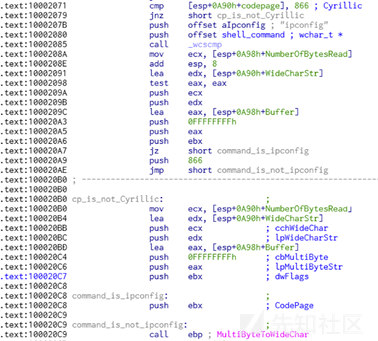 .text:10002071 cmp [esp+0A90h+codepage], 866 ; Cyrillic
.text:10002079 jnz short cp_is_not_Cyrillic
.text:1000207B push offset aIpconfig ; "ipconfig"
.text:10002080 push offset shell_command ; wchar_t *
.text:10002085 call _wcscmp
.text:1000208A mov ecx, [esp+0A98h+NumberOfBytesRead]
.text:1000208E add esp, 8
.text:10002091 lea edx, [esp+0A90h+WideCharStr]
.text:10002098 test eax, eax
.text:1000209A push ecx
.text:1000209B push edx
.text:1000209C lea eax, [esp+0A98h+Buffer]
.text:100020A3 push 0FFFFFFFFh
.text:100020A5 push eax
.text:100020A6 push ebx
.text:100020A7 jz short command_is_ipconfig
.text:100020A9 push 866
.text:100020AE jmp short command_is_not_ipconfig
.text:100020B0 ;
.text:100020B0
.text:100020B0 cp_is_not_Cyrillic: ;
.text:100020B0 mov ecx, [esp+0A90h+NumberOfBytesRead]
.text:100020B4 lea edx, [esp+0A90h+WideCharStr]
.text:100020BB push ecx ; cchWideChar
.text:100020BC push edx ; lpWideCharStr
.text:100020BD lea eax, [esp+0A98h+Buffer]
.text:100020C4 push 0FFFFFFFFh ; cbMultiByte
.text:100020C6 push eax ; lpMultiByteStr
.text:100020C7 push ebx ; dwFlags
.text:100020C8
.text:100020C8 command_is_ipconfig: ;
.text:100020C8 push ebx ; CodePage
.text:100020C9
.text:100020C9 command_is_not_ipconfig: ;
.text:100020C9 call ebp ; MultiByteToWideChar
先知社区